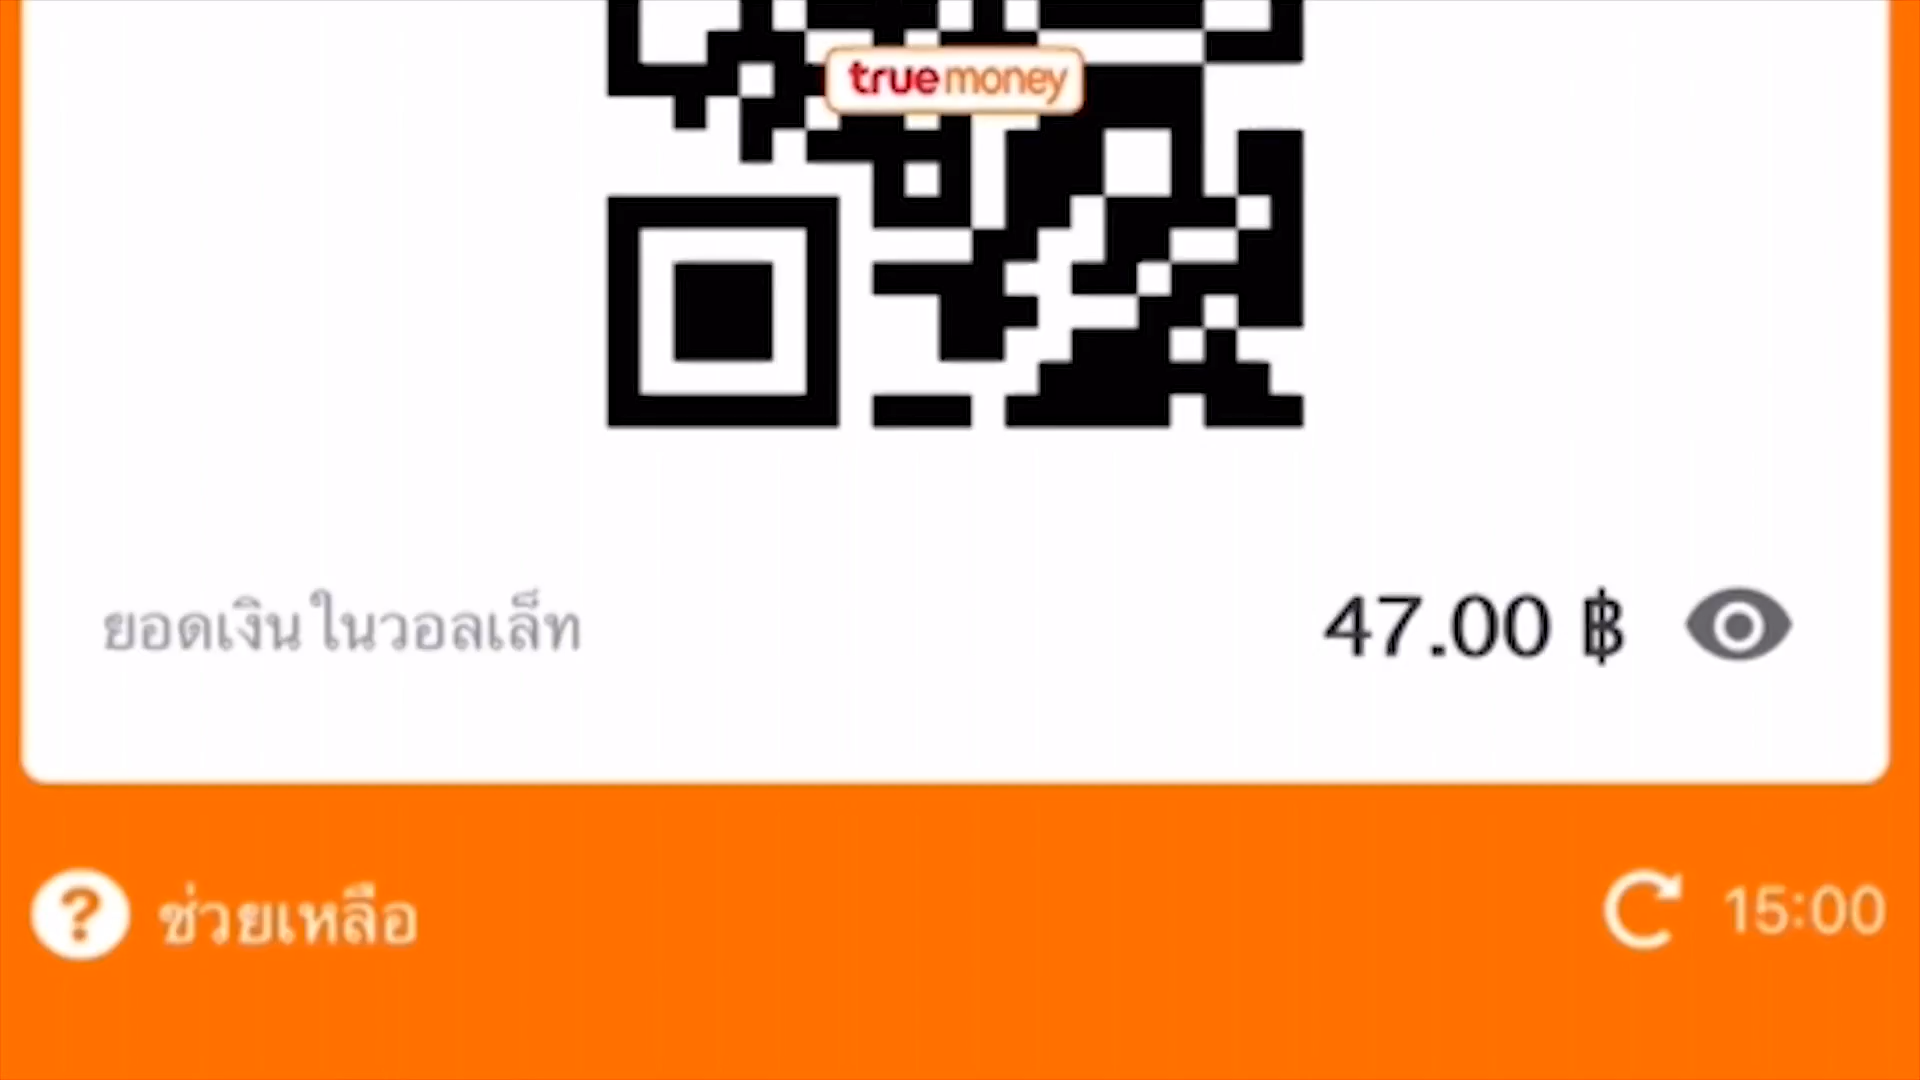 truemoney
ยอดเงินในวอลเล็ท
47.00 ฿
ช่วยเหลือ
15:00